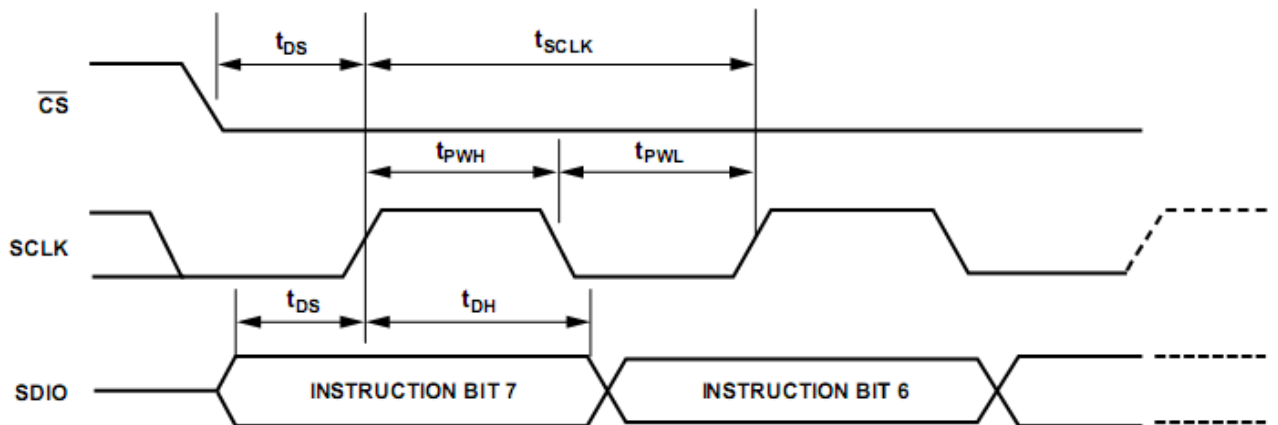 tDS tSCLK
CS
tPWH tPWL
SCLK
tDS tDH
SDIO INSTRUCTION BIT 7 INSTRUCTION BIT 6